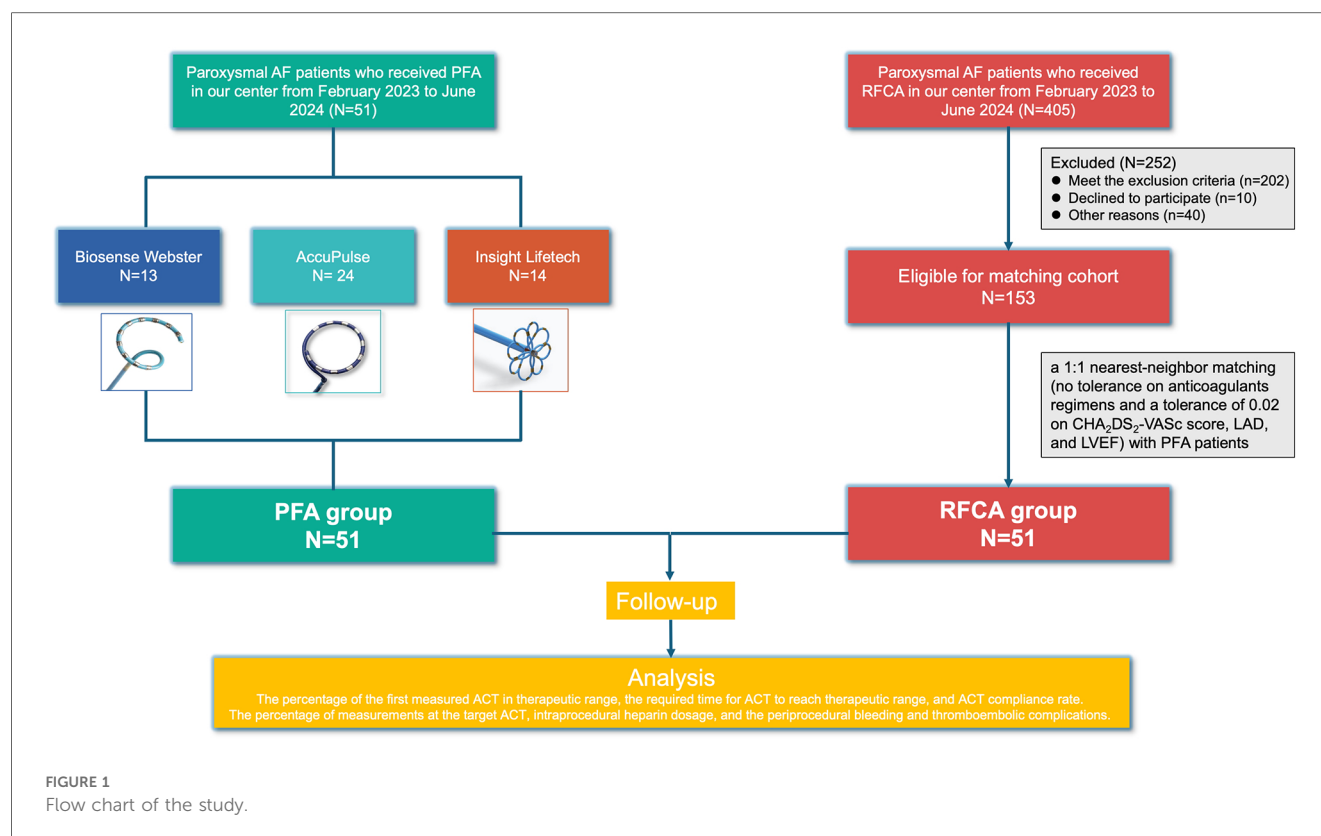 Paroxysmal AF patients who received PFA
in our center from February 2023 to June
2024 (N=51)
Paroxysmal AF patients who received
RFCA in our center from February 2023 to
June 2024 (N=405)
Excluded (N=252)
● Meet the exclusion criteria (n=202)
● Declined to participate (n=10)
● Other reasons (n=40)
Biosense Webster
N=13
AccuPulse
N= 24
Insight Lifetech
N=14
Eligible for matching cohort
N=153
a 1:1 nearest-neighbor matching
(no tolerance on anticoagulants
regimens and a tolerance of 0.02
on CHA₂DS₂-VASc score, LAD,
and LVEF) with PFA patients
PFA group
N=51
RFCA group
N=51
Follow-up
Analysis
The percentage of the first measured ACT in therapeutic range, the required time for ACT to reach therapeutic range, and ACT compliance rate.
The percentage of measurements at the target ACT, intraprocedural heparin dosage, and the periprocedural bleeding and thromboembolic complications.
FIGURE 1
Flow chart of the study.